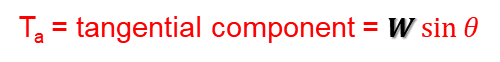 Tₐ = tangential component = W sin θ